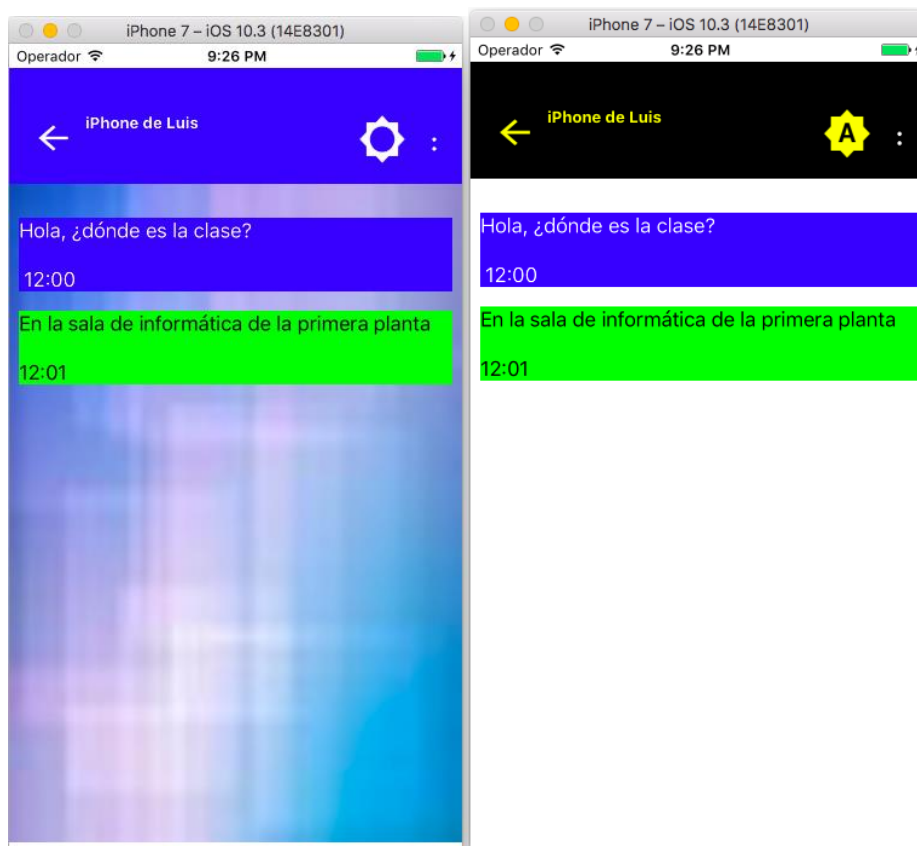 iPhone 7 – iOS 10.3 (14E8301)
Operador 9:26 PM
iPhone de Luis
Hola, ¿dónde es la clase?
12:00
En la sala de informática de la primera planta
12:01
iPhone 7 – iOS 10.3 (14E8301)
Operador 9:26 PM
iPhone de Luis
A
Hola, ¿dónde es la clase?
12:00
En la sala de informática de la primera planta
12:01